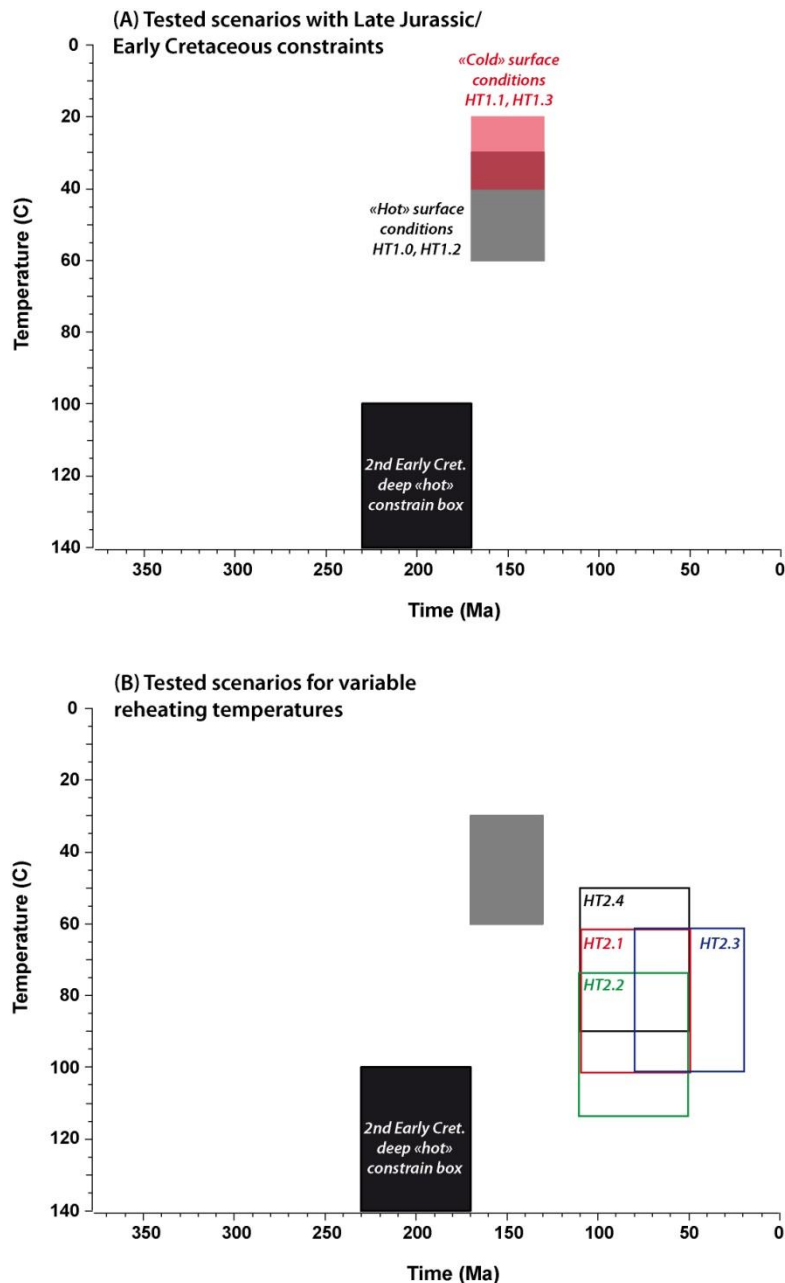 (A) Tested scenarios with Late Jurassic/
Early Cretaceous constraints
0
20
40
60
80
100
120
140
Temperature (C)
«Cold» surface
conditions
HT1.1, HT1.3
«Hot» surface
conditions
HT1.0, HT1.2
2nd Early Cret.
deep «hot»
constrain box
350
300
250
200
150
100
50
0
Time (Ma)
(B) Tested scenarios for variable
reheating temperatures
0
20
40
60
80
100
120
140
Temperature (C)
HT2.4
HT2.1
HT2.3
HT2.2
2nd Early Cret.
deep «hot»
constrain box
350
300
250
200
150
100
50
0
Time (Ma)